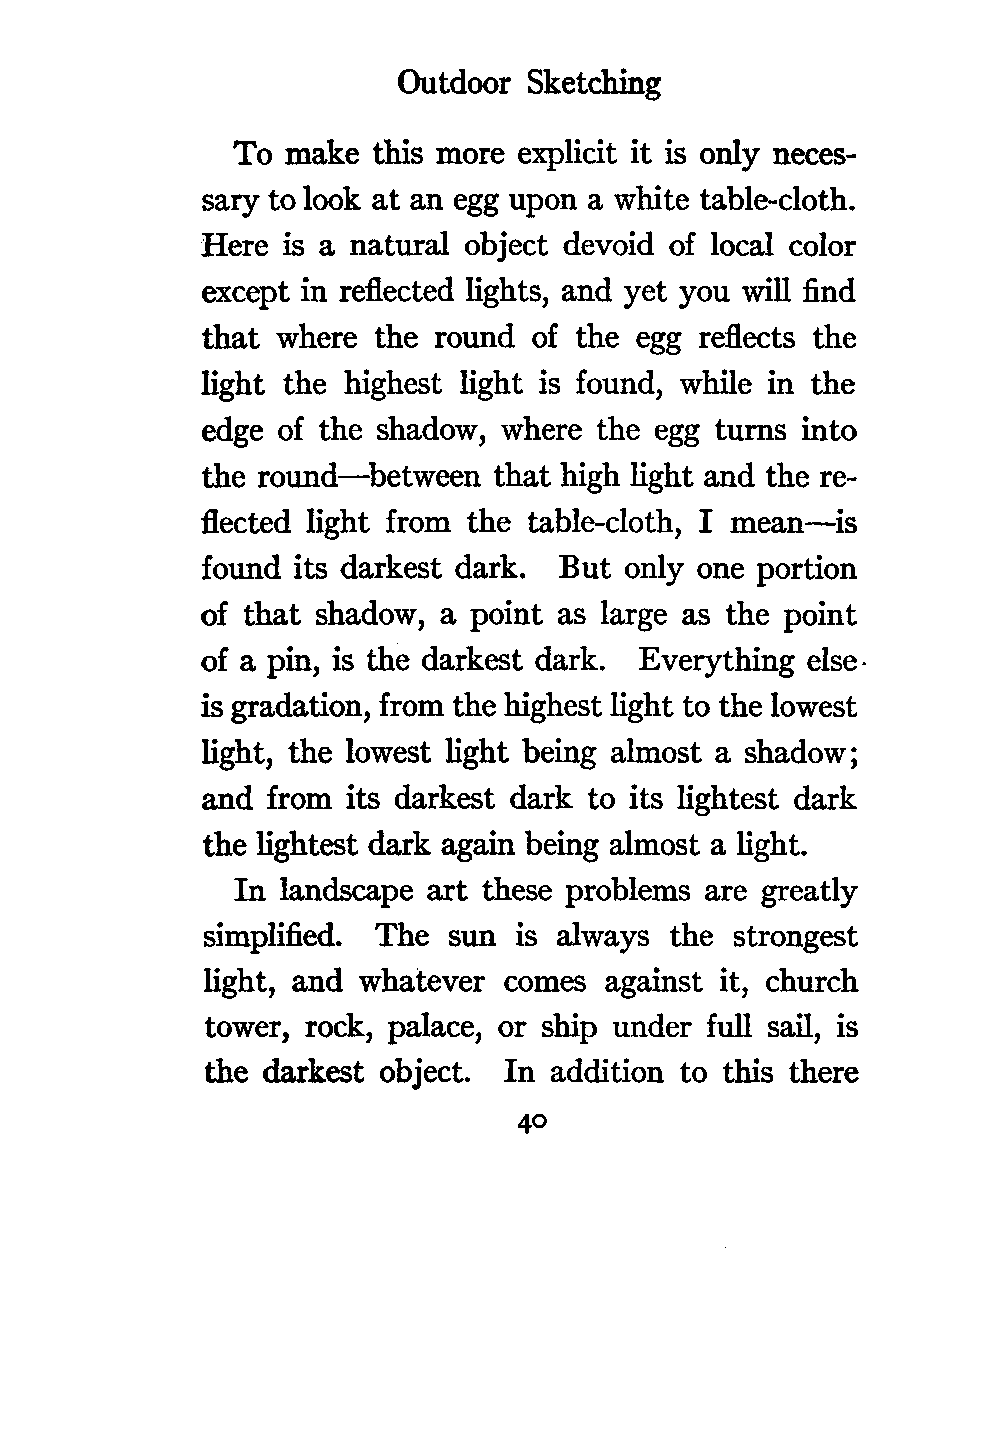 Outdoor Sketching
To make this more explicit it is only neces-
sary to look at an egg upon a white table-cloth.
Here is a natural object devoid of local color
except in reflected lights, and yet you will find
that where the round of the egg reflects the
light the highest light is found, while in the
edge of the shadow, where the egg turns into
the round—between that high light and the re-
flected light from the table-cloth, I mean—is
found its darkest dark. But only one portion
of that shadow, a point as large as the point
of a pin, is the darkest dark. Everything else
is gradation, from the highest light to the lowest
light, the lowest light being almost a shadow;
and from its darkest dark to its lightest dark
the lightest dark again being almost a light.
In landscape art these problems are greatly
simplified. The sun is always the strongest
light, and whatever comes against it, church
tower, rock, palace, or ship under full sail, is
the darkest object. In addition to this there
40